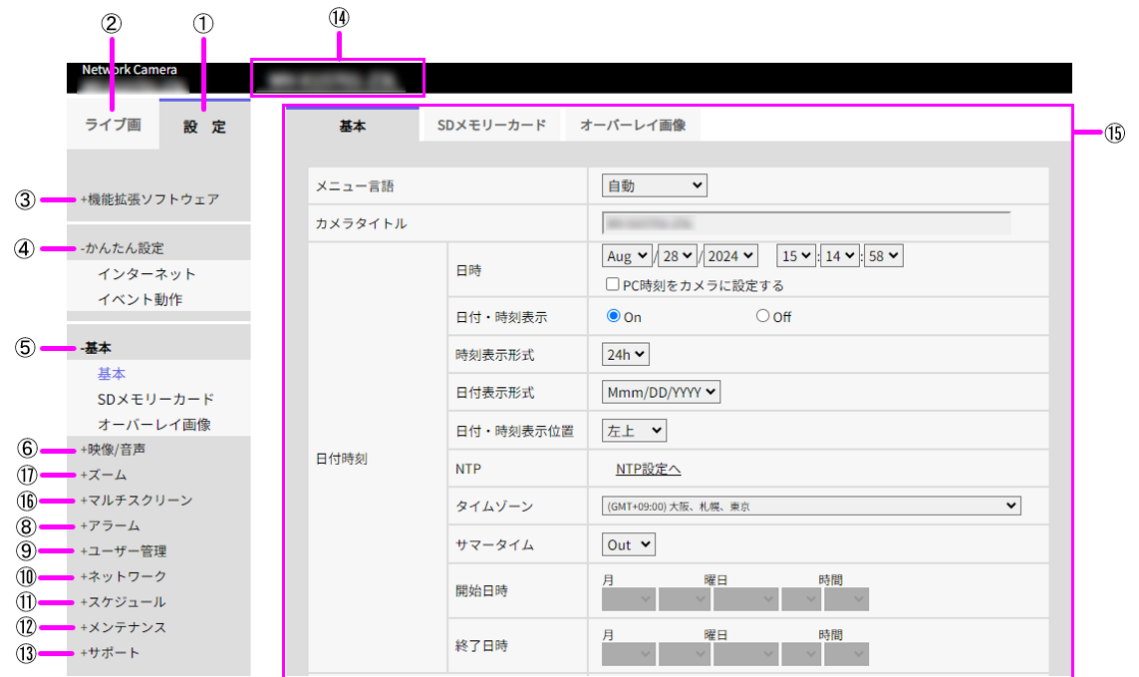 ② ① ⑭
Network Camera
ライブ画 設 定
基本 SDメモリーカード オーバーレイ画像
⑮
③ +機能拡張ソフトウェア
④ -かんたん設定
インターネット
イベント動作
⑤ -基本
基本
SDメモリーカード
オーバーレイ画像
⑥ +映像/音声
⑰ +ズーム
⑯ +マルチスクリーン
⑧ +アラーム
⑨ +ユーザー管理
⑩ +ネットワーク
⑪ +スケジュール
⑫ +メンテナンス
⑬ +サポート
メニュー言語 自動
カメラタイトル
日付時刻
日時 Aug / 28 / 2024 15 : 14 : 58
PC時刻をカメラに設定する
日付・時刻表示 On Off
時刻表示形式 24h
日付表示形式 Mmm/DD/YYYY
日付・時刻表示位置 左上
NTP NTP設定へ
タイムゾーン (GMT+09:00) 大阪、札幌、東京
サマータイム Out
開始日時 月 曜日 時間
終了日時 月 曜日 時間